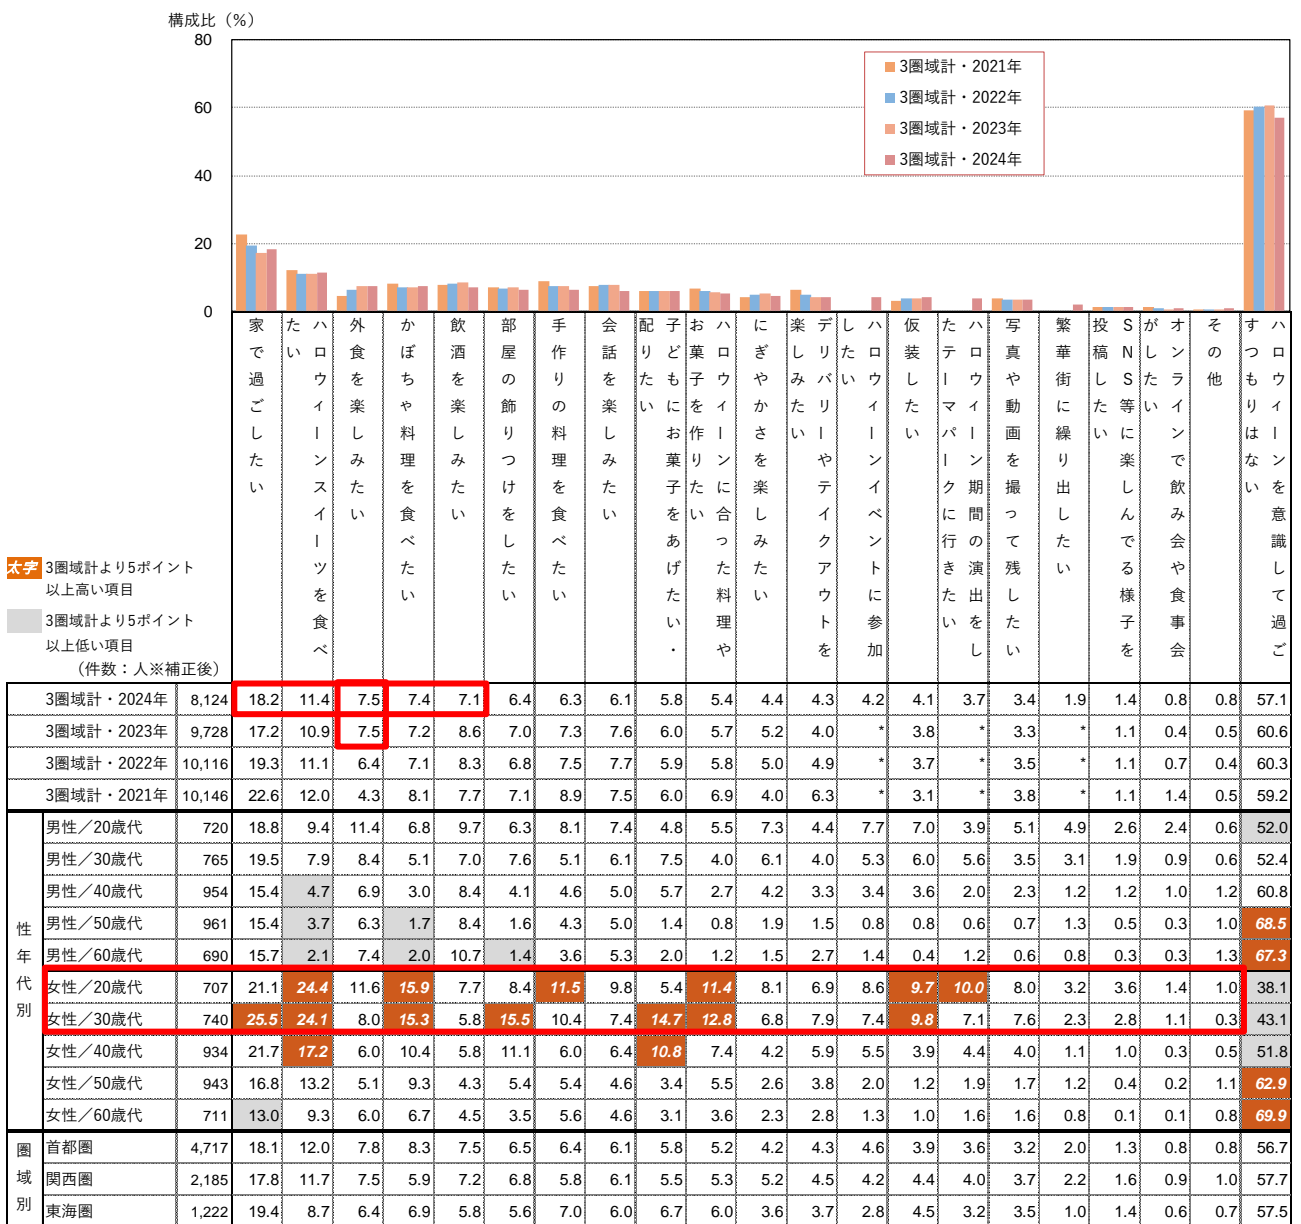 構成比（%）
80
60
40
20
0
3圏域計・2021年
3圏域計・2022年
3圏域計・2023年
3圏域計・2024年
家で過ごしたい
ハロウィーンスイーツを食べたい
外食を楽しみたい
かぼちゃ料理を食べたい
飲酒を楽しみたい
部屋の飾りつけをしたい
手作りの料理を食べたい
会話を楽しみたい
子どもにお菓子をあげたい・配りたい
ハロウィーンに合った料理やお菓子を作りたい
にぎやかさを楽しみたい
デリバリーやテイクアウトを楽しみたい
ハロウィーンイベントに参加したい
仮装したい
ハロウィーン期間の演出をしたテーマパークに行きたい
写真や動画を撮って残したい
繁華街に繰り出したい
SNS等に楽しんでる様子を投稿したい
オンラインで飲み会や食事会がしたい
その他
ハロウィーンを意識して過ごすつもりはない
太字 3圏域計より5ポイント
以上高い項目
3圏域計より5ポイント
以上低い項目
（件数：人※補正後）
3圏域計・2024年 8,124 18.2 11.4 7.5 7.4 7.1 6.4 6.3 6.1 5.8 5.4 4.4 4.3 4.2 4.1 3.7 3.4 1.9 1.4 0.8 0.8 57.1
3圏域計・2023年 9,728 17.2 10.9 7.5 7.2 8.6 7.0 7.3 7.6 6.0 5.7 5.2 4.0 * 3.8 * 3.3 * 1.1 0.4 0.5 60.6
3圏域計・2022年 10,116 19.3 11.1 6.4 7.1 8.3 6.8 7.5 7.7 5.9 5.8 5.0 4.9 * 3.7 * 3.5 * 1.1 0.7 0.4 60.3
3圏域計・2021年 10,146 22.6 12.0 4.3 8.1 7.7 7.1 8.9 7.5 6.0 6.9 4.0 6.3 * 3.1 * 3.8 * 1.1 1.4 0.5 59.2
性年代別
男性／20歳代 720 18.8 9.4 11.4 6.8 9.7 6.3 8.1 7.4 4.8 5.5 7.3 4.4 7.7 7.0 3.9 5.1 4.9 2.6 2.4 0.6 52.0
男性／30歳代 765 19.5 7.9 8.4 5.1 7.0 7.6 5.1 6.1 7.5 4.0 6.1 4.0 5.3 6.0 5.6 3.5 3.1 1.9 0.9 0.6 52.4
男性／40歳代 954 15.4 4.7 6.9 3.0 8.4 4.1 4.6 5.0 5.7 2.7 4.2 3.3 3.4 3.6 2.0 2.3 1.2 1.2 1.0 1.2 60.8
男性／50歳代 961 15.4 3.7 6.3 1.7 8.4 1.6 4.3 5.0 1.4 0.8 1.9 1.5 0.8 0.8 0.6 0.7 1.3 0.5 0.3 1.0 68.5
男性／60歳代 690 15.7 2.1 7.4 2.0 10.7 1.4 3.6 5.3 2.0 1.2 1.5 2.7 1.4 0.4 1.2 0.6 0.8 0.3 0.3 1.3 67.3
女性／20歳代 707 21.1 24.4 11.6 15.9 7.7 8.4 11.5 9.8 5.4 11.4 8.1 6.9 8.6 9.7 10.0 8.0 3.2 3.6 1.4 1.0 38.1
女性／30歳代 740 25.5 24.1 8.0 15.3 5.8 15.5 10.4 7.4 14.7 12.8 6.8 7.9 7.4 9.8 7.1 7.6 2.3 2.8 1.1 0.3 43.1
女性／40歳代 934 21.7 17.2 6.0 10.4 5.8 11.1 6.0 6.4 10.8 7.4 4.2 5.9 5.5 3.9 4.4 4.0 1.1 1.0 0.3 0.5 51.8
女性／50歳代 943 16.8 13.2 5.1 9.3 4.3 5.4 5.4 4.6 3.4 5.5 2.6 3.8 2.0 1.2 1.9 1.7 1.2 0.4 0.2 1.1 62.9
女性／60歳代 711 13.0 9.3 6.0 6.7 4.5 3.5 5.6 4.6 3.1 3.6 2.3 2.8 1.3 1.0 1.6 1.6 0.8 0.1 0.1 0.8 69.9
圏域別
首都圏 4,717 18.1 12.0 7.8 8.3 7.5 6.5 6.4 6.1 5.8 5.2 4.2 4.3 4.6 3.9 3.6 3.2 2.0 1.3 0.8 0.8 56.7
関西圏 2,185 17.8 11.7 7.5 5.9 7.2 6.8 5.8 6.1 5.5 5.3 5.2 4.5 4.2 4.4 4.0 3.7 2.2 1.6 0.9 1.0 57.7
東海圏 1,222 19.4 8.7 6.4 6.9 5.8 5.6 7.0 6.0 6.7 6.0 3.6 3.7 2.8 4.5 3.2 3.5 1.0 1.4 0.6 0.7 57.5